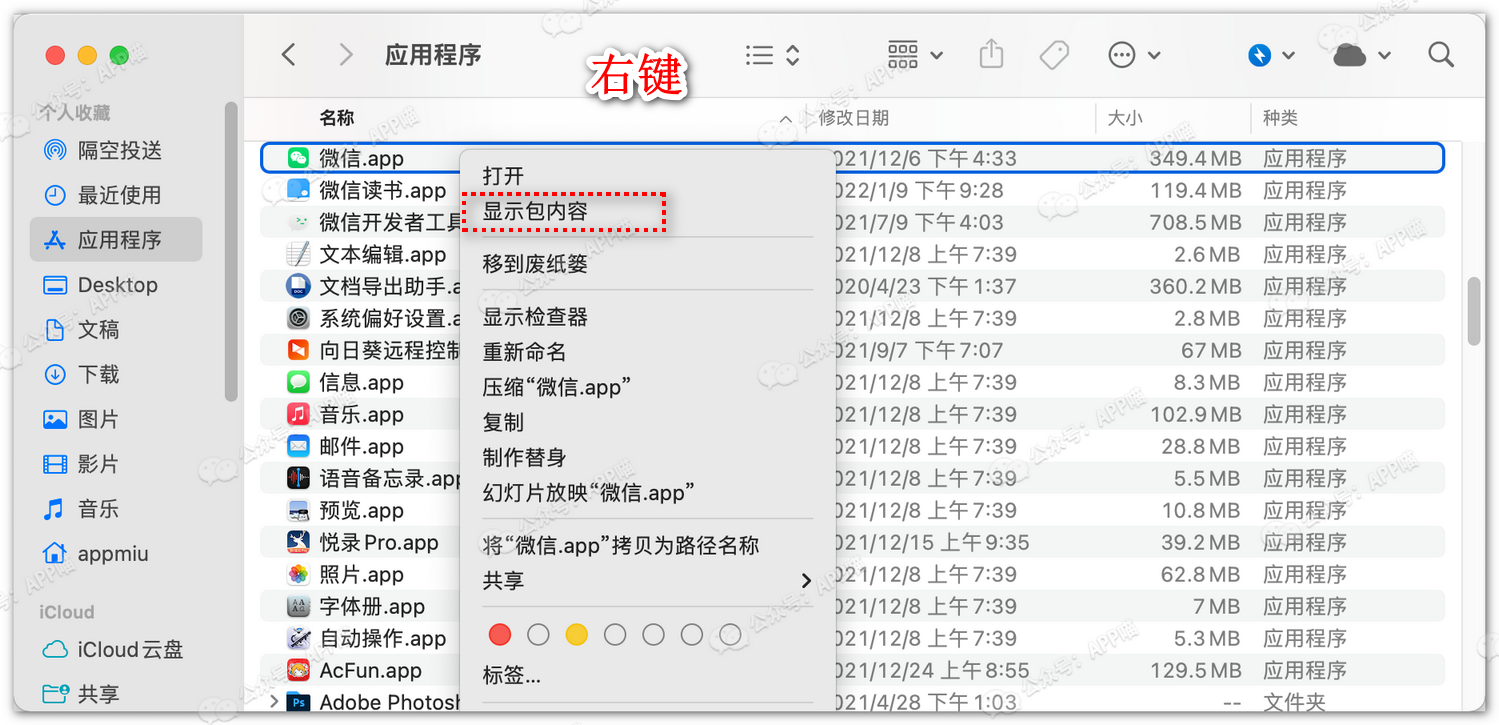 应用程序
右键
个人收藏
隔空投送
最近使用
应用程序
Desktop
文稿
下载
图片
影片
音乐
appmiu
iCloud
iCloud云盘
共享
名称 修改日期 大小 种类
微信.app 021/12/6 下午4:33 349.4 MB 应用程序
微信读书.app 022/1/9 下午9:28 119.4 MB 应用程序
微信开发者工具 021/7/9 下午4:03 708.5 MB 应用程序
文本编辑.app 021/12/8 上午7:39 2.6 MB 应用程序
文档导出助手.a 020/4/23 下午1:37 360.2 MB 应用程序
系统偏好设置.a 021/12/8 上午7:39 2.8 MB 应用程序
向日葵远程控制 021/9/7 下午7:07 67 MB 应用程序
信息.app 021/12/8 上午7:39 8.3 MB 应用程序
音乐.app 021/12/8 上午7:39 102.9 MB 应用程序
邮件.app 021/12/8 上午7:39 28.8 MB 应用程序
语音备忘录.app 021/12/8 上午7:39 5.5 MB 应用程序
预览.app 021/12/8 上午7:39 10.8 MB 应用程序
悦录Pro.app 021/12/15 上午9:35 39.2 MB 应用程序
照片.app 021/12/8 上午7:39 62.8 MB 应用程序
字体册.app 021/12/8 上午7:39 7 MB 应用程序
自动操作.app 021/12/8 上午7:39 5.3 MB 应用程序
AcFun.app 021/12/24 上午8:55 129.5 MB 应用程序
Adobe Photosh 021/4/28 下午1:03 -- 文件夹
打开
显示包内容
移到废纸篓
显示检查器
重新命名
压缩“微信.app”
复制
制作替身
幻灯片放映“微信.app”
将“微信.app”拷贝为路径名称
共享
标签...
公众号：APP喵